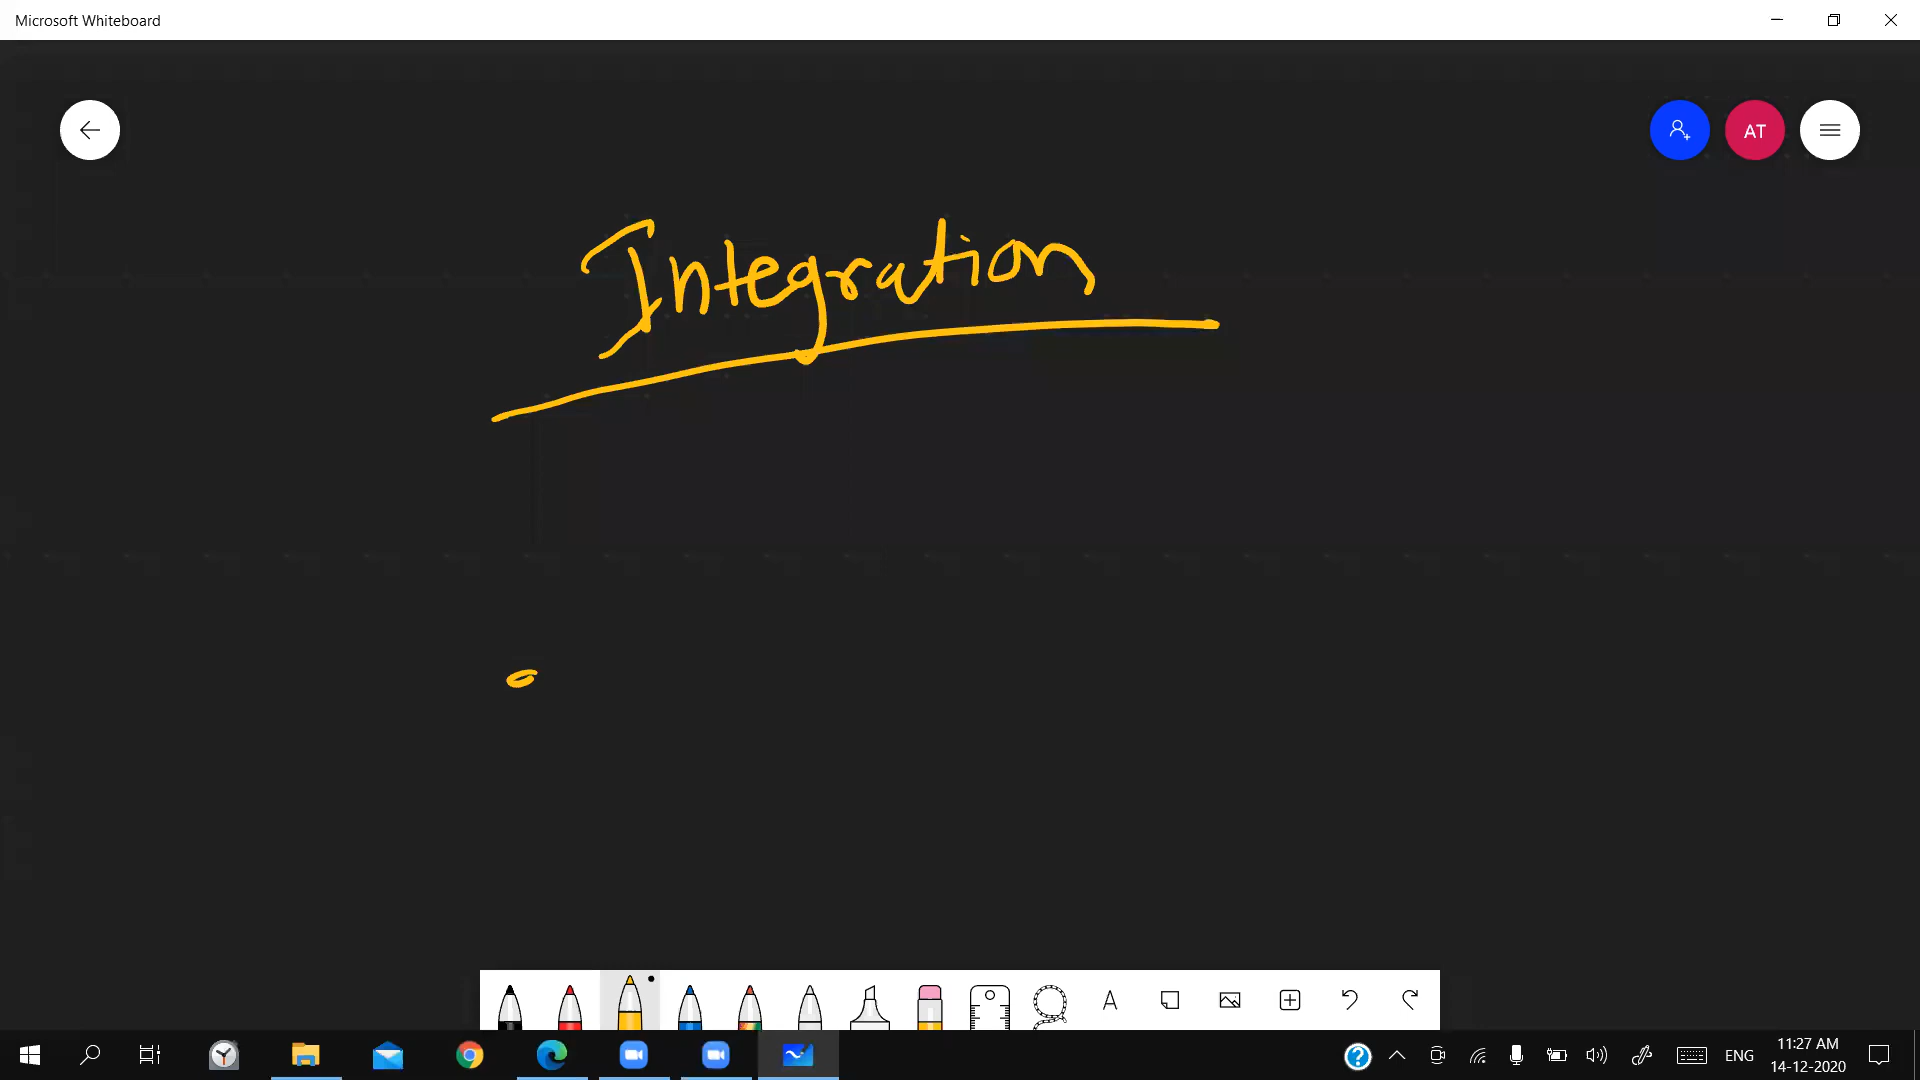 Microsoft Whiteboard
AT
Integration
A
ENG
11:27 AM
14-12-2020